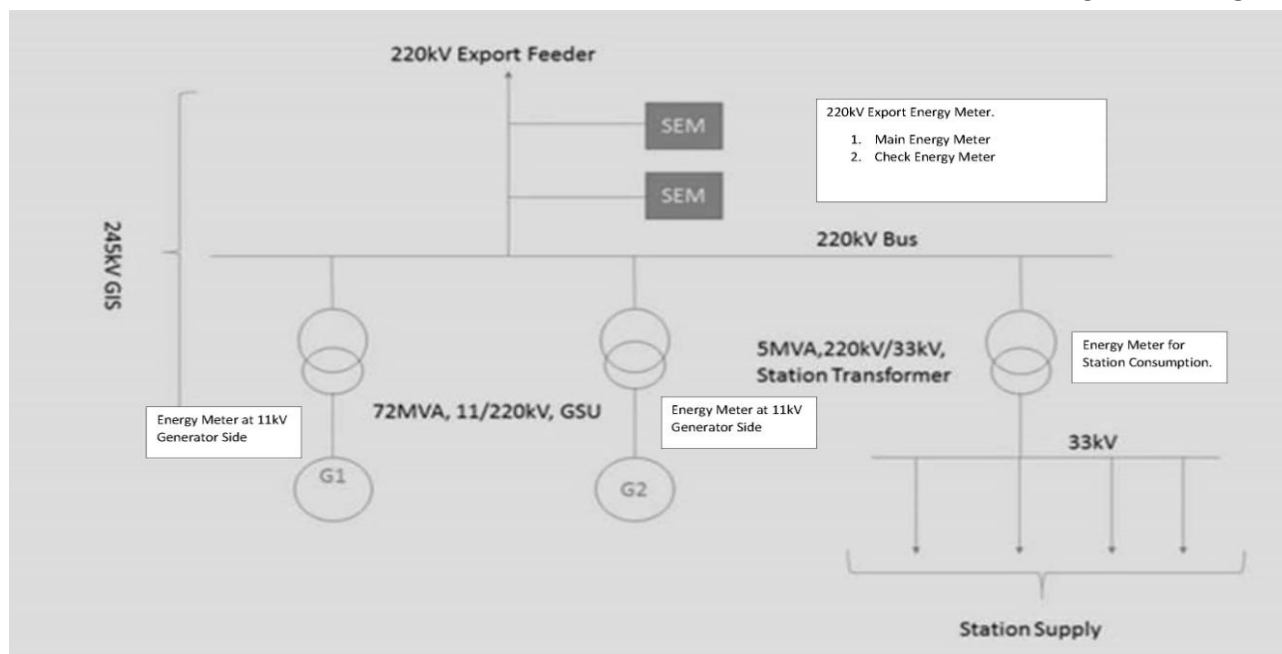 220kV Export Feeder
SEM
220kV Export Energy Meter.
1. Main Energy Meter
2. Check Energy Meter
SEM
245kV GIS
220kV Bus
5MVA,220kV/33kV,
Station Transformer
Energy Meter for
Station Consumption.
Energy Meter at 11kV
Generator Side
72MVA, 11/220kV, GSU
Energy Meter at 11kV
Generator Side
33kV
G1
G2
Station Supply